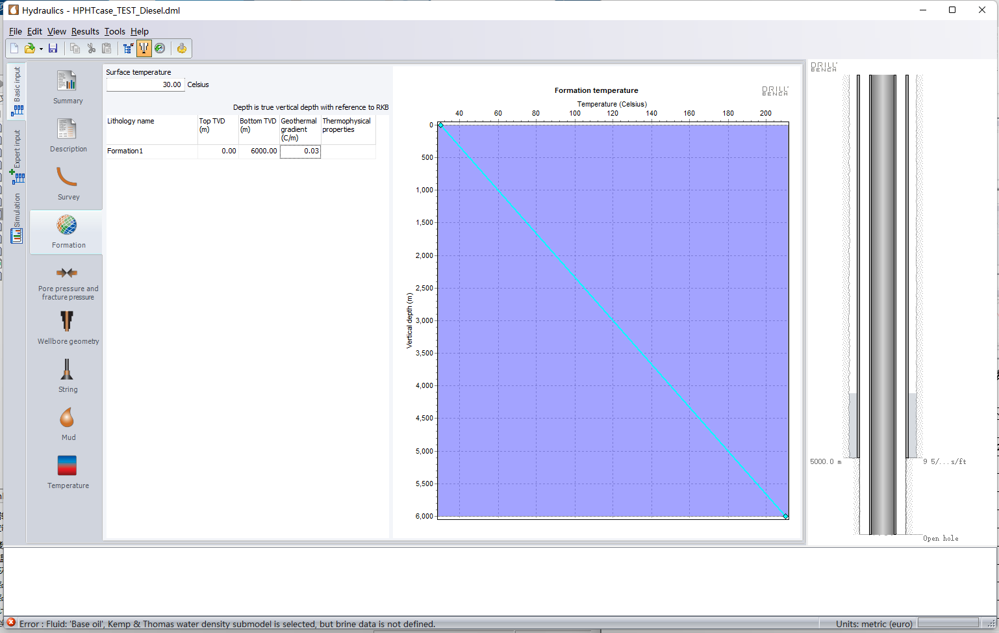 Hydraulics - HPHTcase_TEST_Diesel.dml
File Edit View Results Tools Help
Basic input
Expert input
Simulation
Summary
Description
Survey
Formation
Pore pressure and
fracture pressure
Wellbore geometry
String
Mud
Temperature
Surface temperature
30.00 Celsius
Depth is true vertical depth with reference to RKB
Lithology name
Top TVD
(m)
Bottom TVD
(m)
Geothermal
gradient
(C/m)
Thermophysical
properties
Formation1 0.00 6000.00 0.03
Formation temperature
DRILL
BENCH
Temperature (Celsius)
40 60 80 100 120 140 160 180 200
Vertical depth (m)
0
500
1,000
1,500
2,000
2,500
3,000
3,500
4,000
4,500
5,000
5,500
6,000
DRILL
BENCH
5000.0 m
9 5/...s/ft
Open hole
Error : Fluid: 'Base oil', Kemp & Thomas water density submodel is selected, but brine data is not defined.
Units: metric (euro)